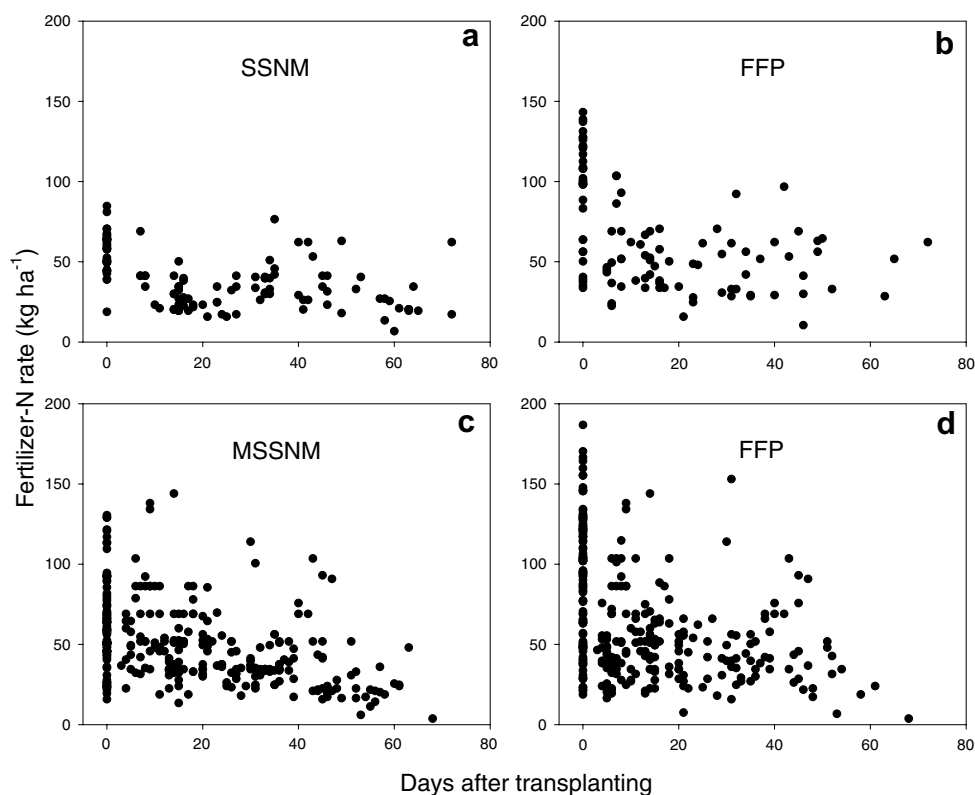 a b
SSNM FFP
200 200
150 150
100 100
50 50
0 0
0 20 40 60 80 0 20 40 60 80
Fertilizer-N rate (kg ha⁻¹)
c d
MSSNM FFP
200 200
150 150
100 100
50 50
0 0
0 20 40 60 80 0 20 40 60 80
Days after transplanting